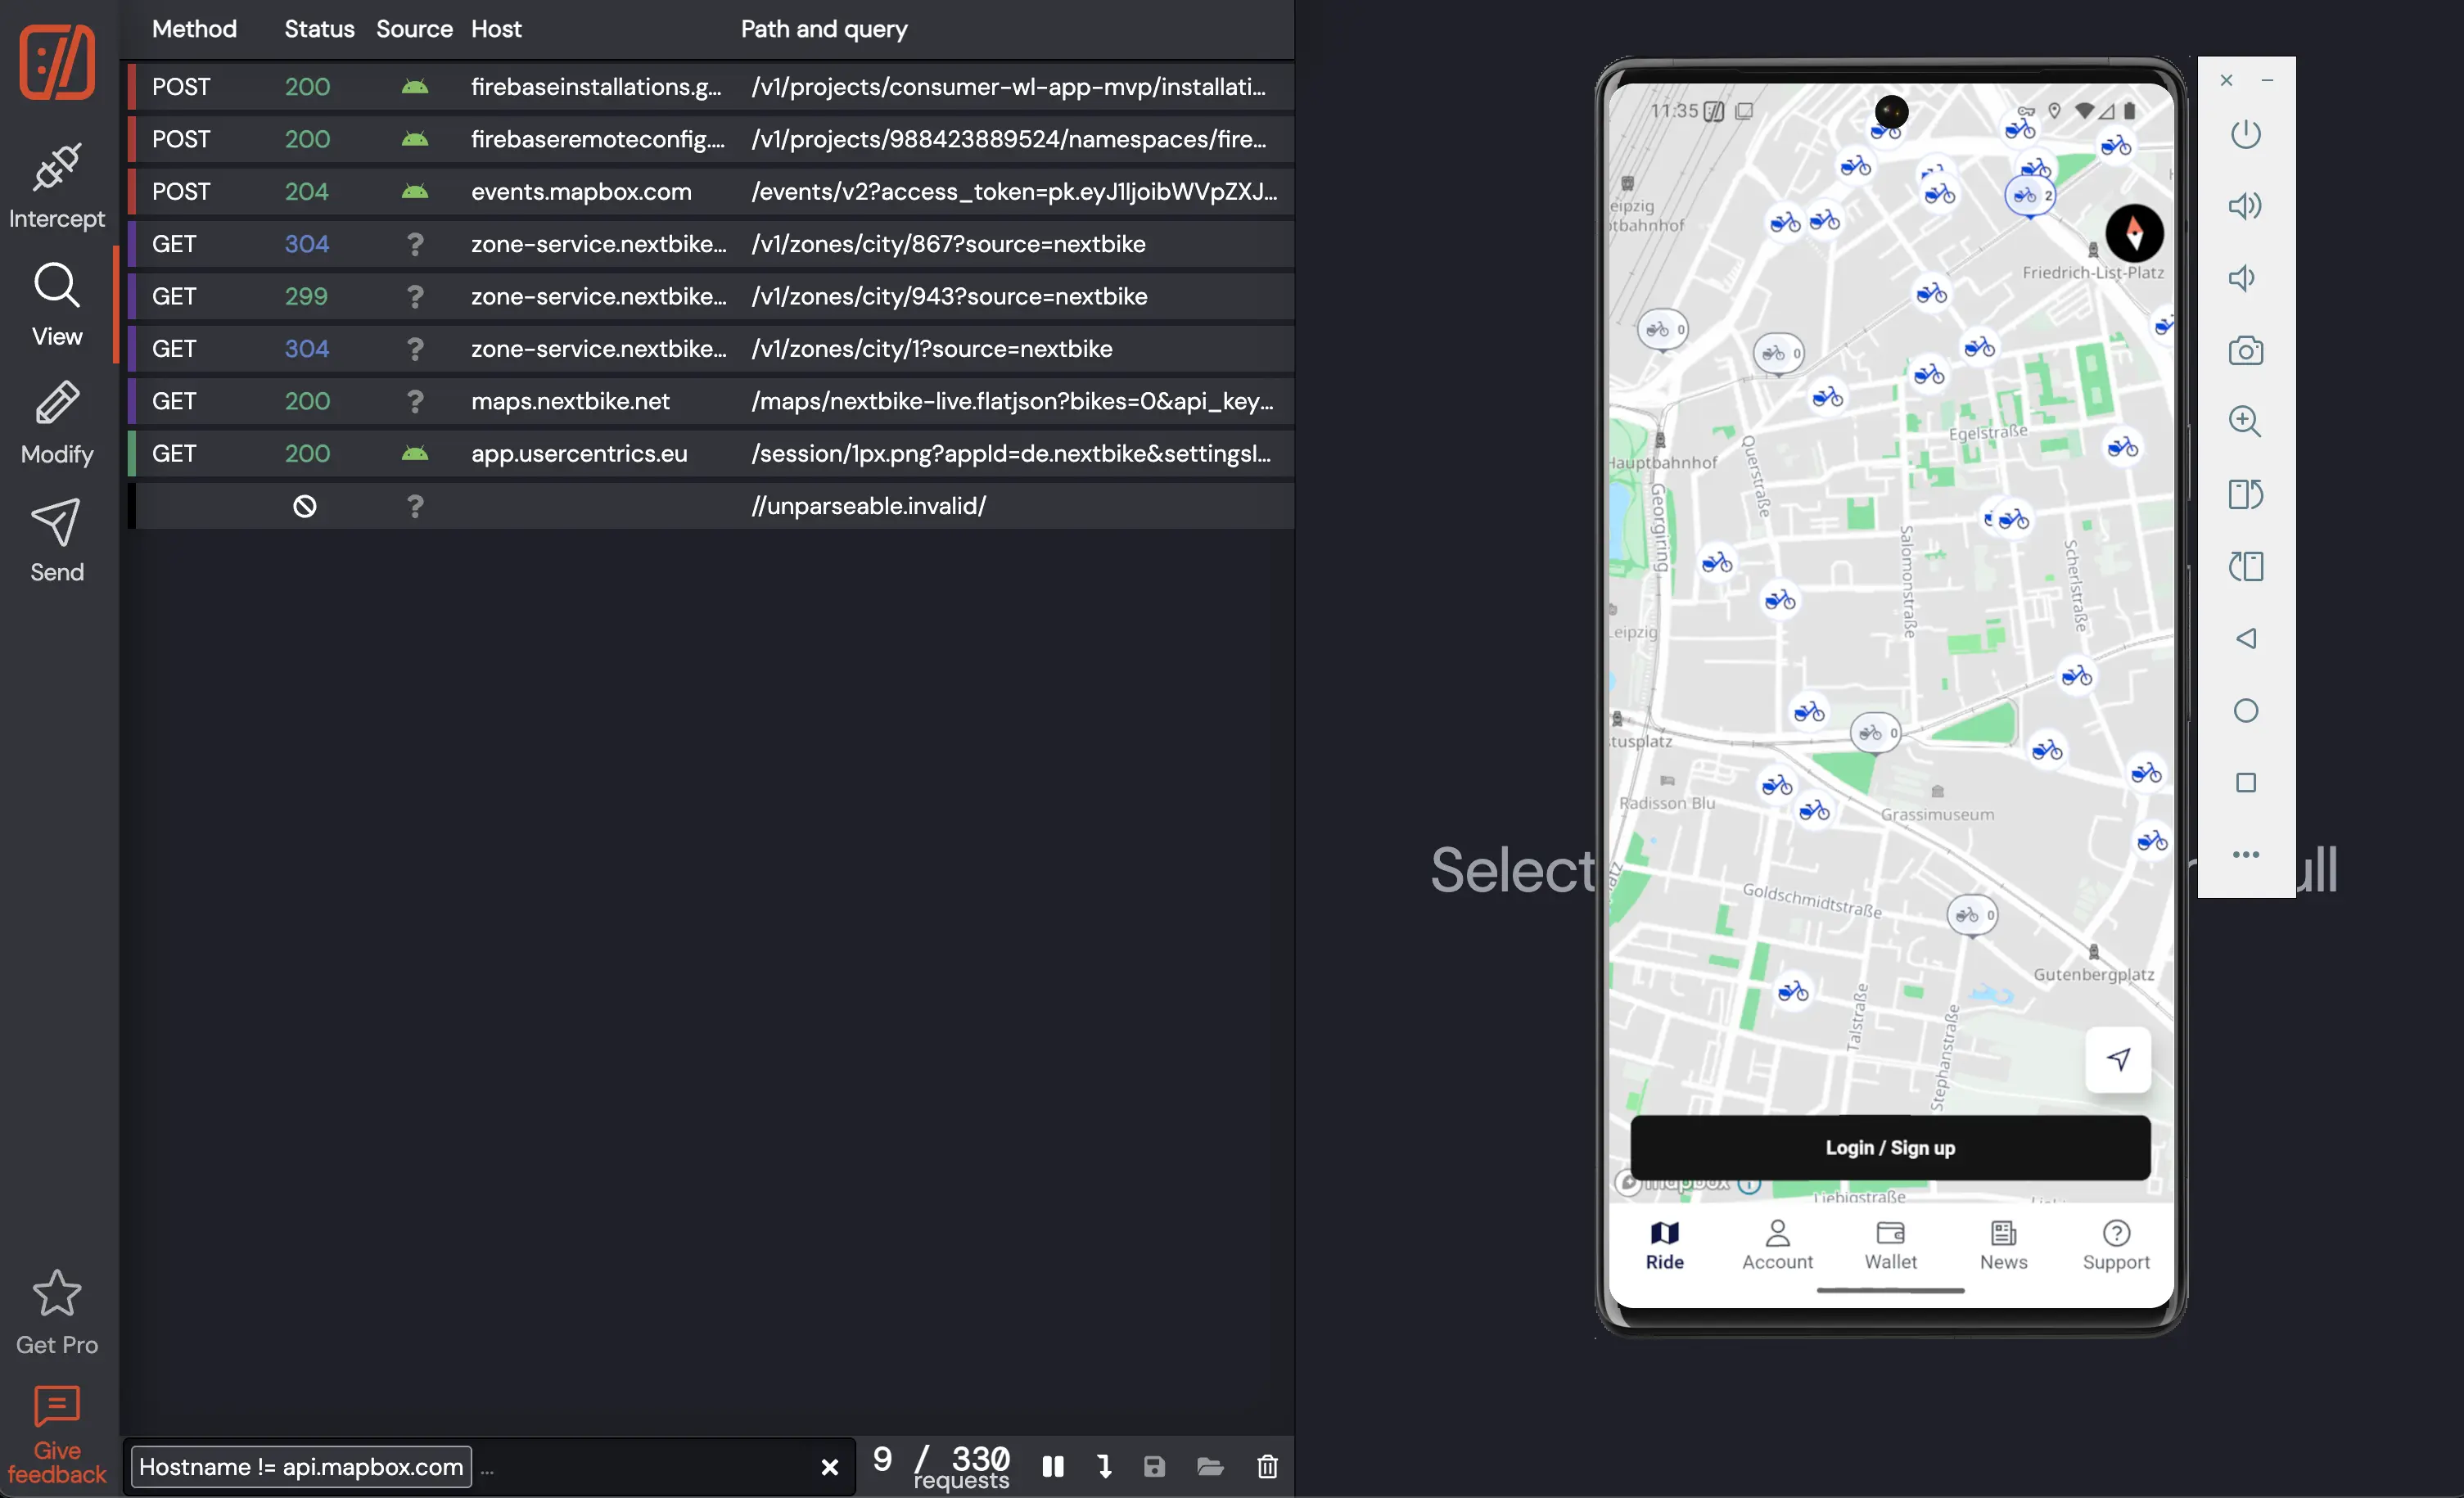 Method Status Source Host Path and query
POST 200 firebaseinstallations.g... /v1/projects/consumer-wl-app-mvp/installati...
POST 200 firebaseremoteconfig.... /v1/projects/988423889524/namespaces/fire...
POST 204 events.mapbox.com /events/v2?access_token=pk.eyJ1IjoibWVpZXJ...
GET 304 ? zone-service.nextbike... /v1/zones/city/867?source=nextbike
GET 299 ? zone-service.nextbike... /v1/zones/city/943?source=nextbike
GET 304 ? zone-service.nextbike... /v1/zones/city/1?source=nextbike
GET 200 ? maps.nextbike.net /maps/nextbike-live.flatjson?bikes=0&api_key...
GET 200 app.usercentrics.eu /session/1px.png?appId=de.nextbike&settingsI...
? //unparseable.invalid/
Intercept
View
Modify
Send
Get Pro
Give
feedback
Hostname != api.mapbox.com ...
9 / 330
requests
Select
ull
11:35
2
eipzig
tbahnhof
Friedrich-List-Platz
0
0
Egelstraße
Hauptbahnhof
Querstraße
Georgiring
Salomonstraße
Scherlstraße
Leipzig
tusplatz
0
Radisson Blu
Grassimuseum
atz
Goldschmidtstraße
0
Gutenbergplatz
Talstraße
Stephanstraße
Login / Sign up
mapbox
Liebigstraße
Ride
Account
Wallet
News
Support